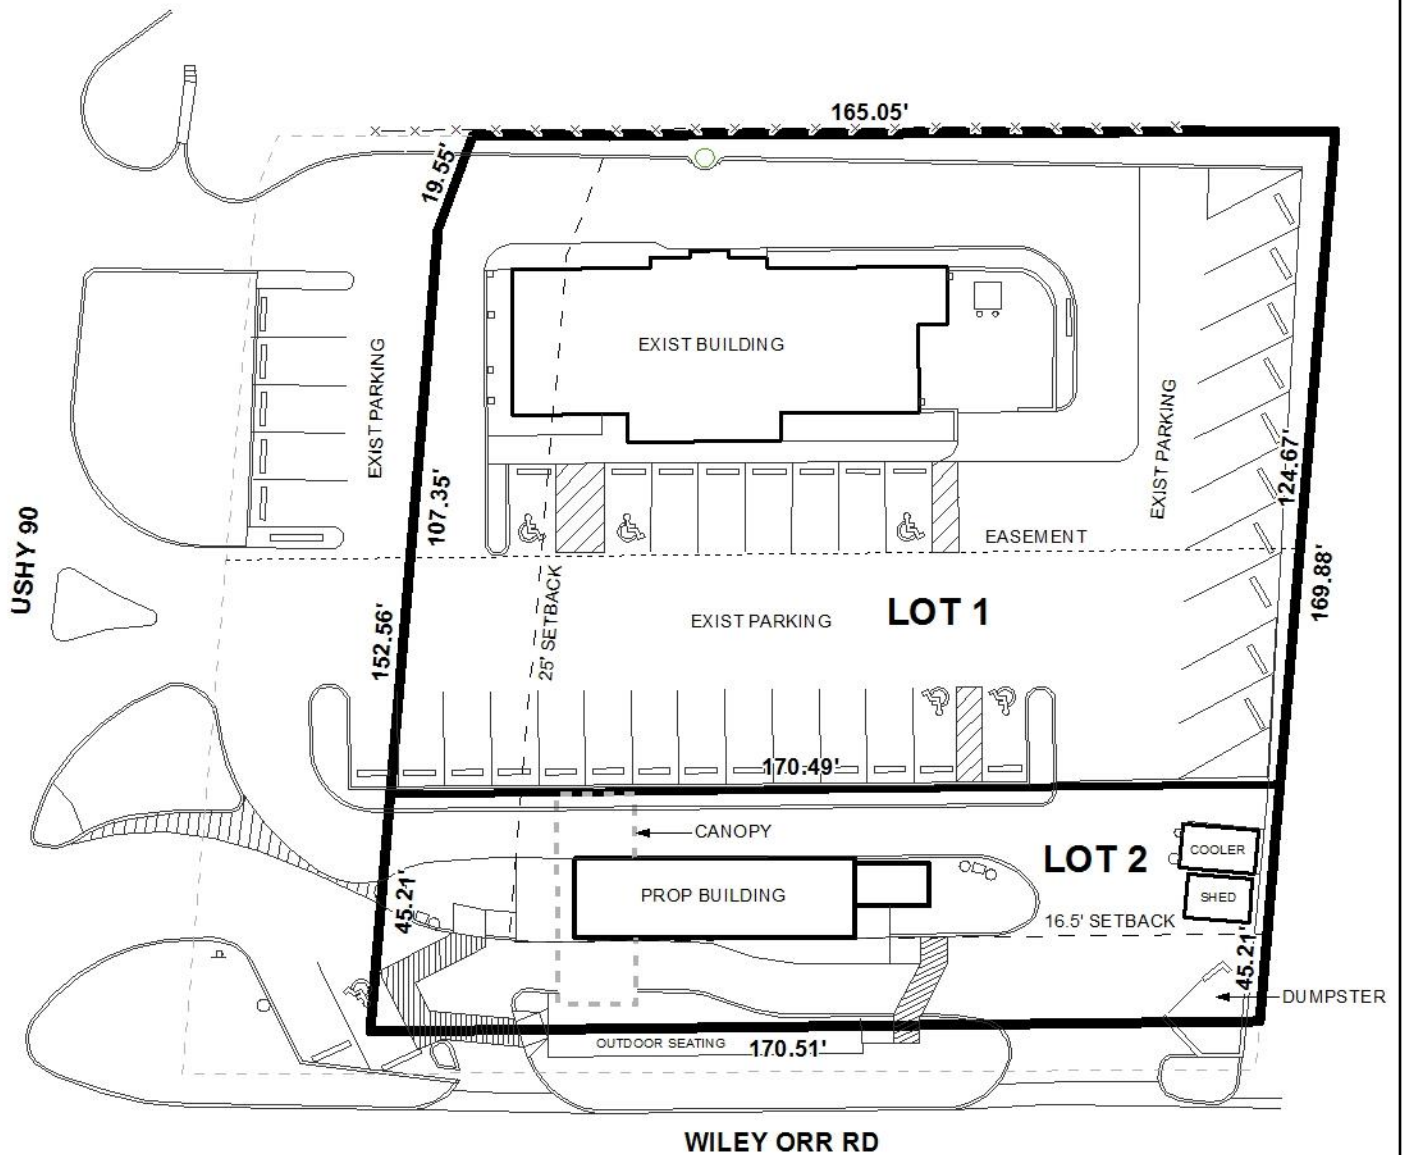 165.05'
19.55'
EXIST BUILDING
EXIST PARKING
EXIST PARKING
107.35'
124.67'
EASEMENT
USHY 90
25' SETBACK
EXIST PARKING
LOT 1
169.88'
152.56'
170.49'
CANOPY
LOT 2
COOLER
PROP BUILDING
SHED
45.21'
16.5' SETBACK
45.21'
DUMPSTER
OUTDOOR SEATING
170.51'
WILEY ORR RD